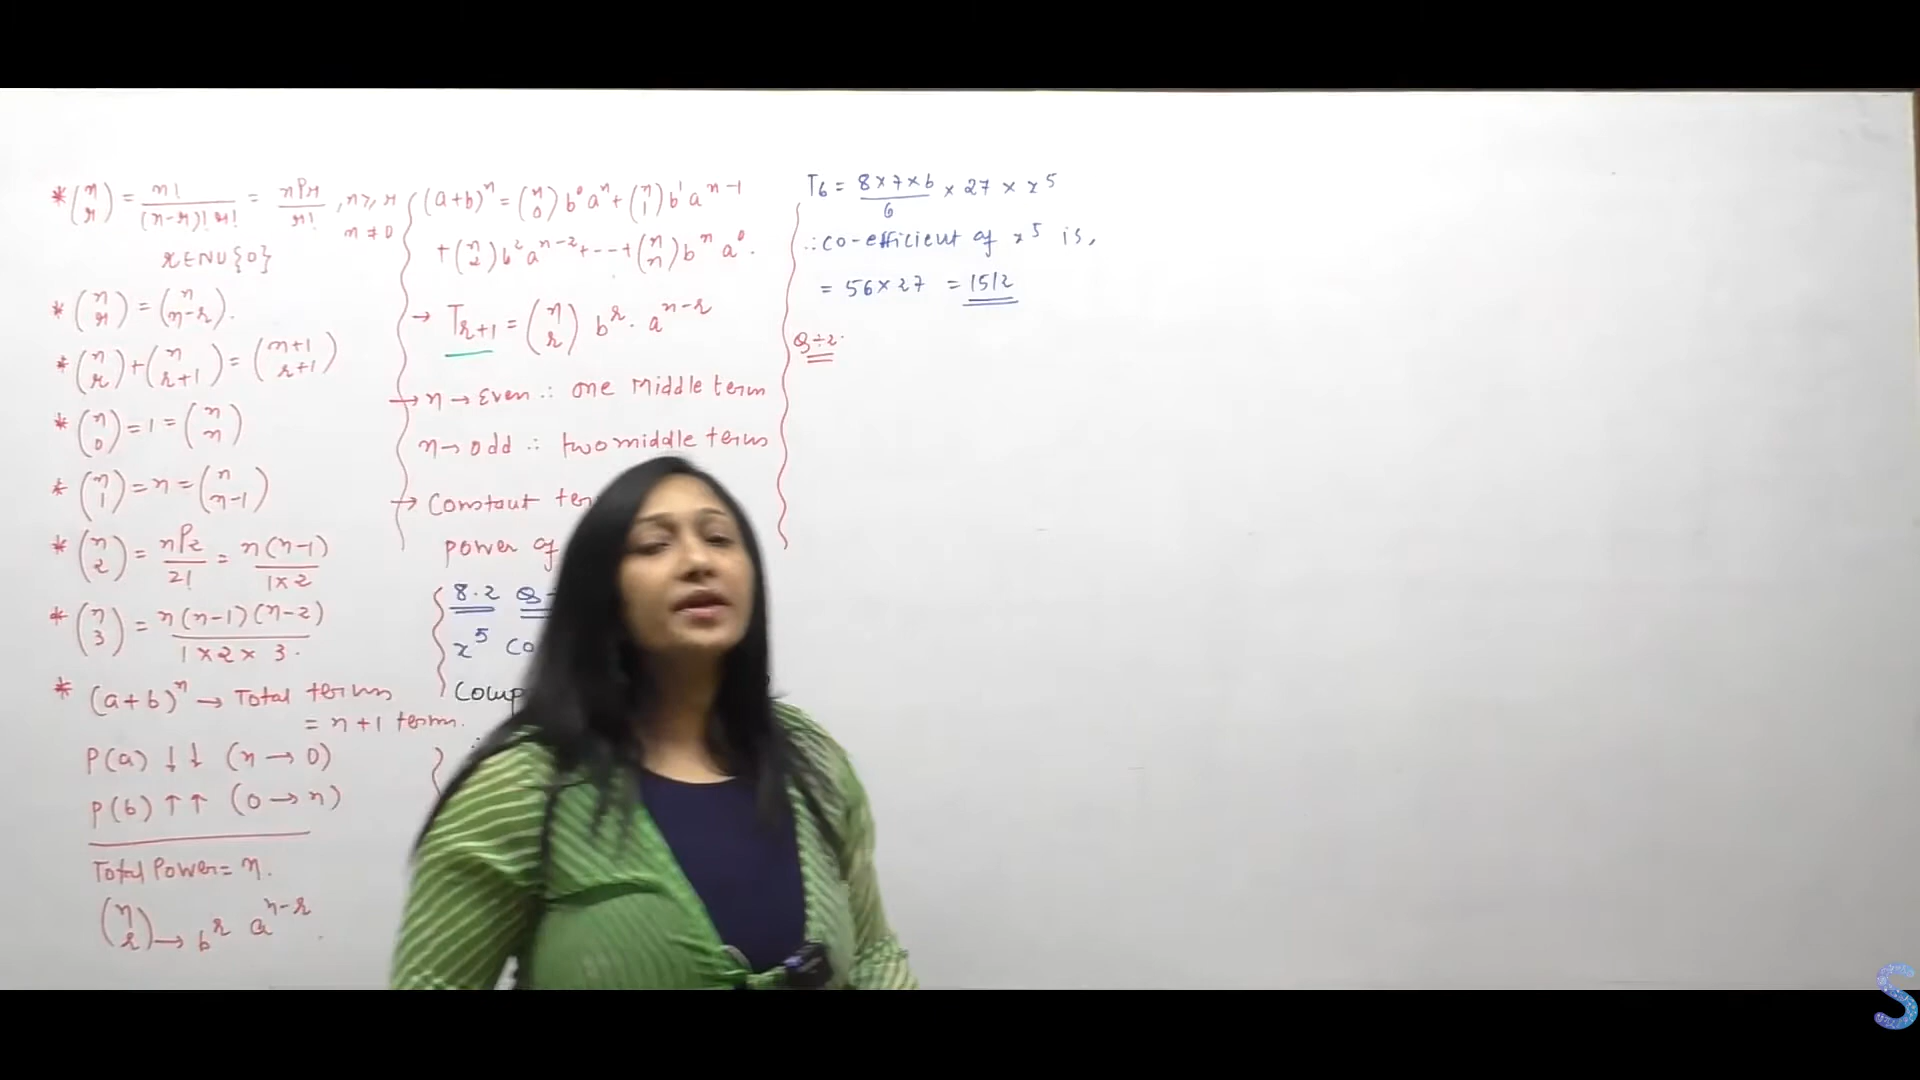 * (n r) = n! / (n-r)! r! = nPr / r! , n ≥ r
n ≠ 0
r ∈ N ∪ {0}
* (n r) = (n n-r).
* (n r) + (n r+1) = (n+1 r+1)
* (n 0) = 1 = (n n)
* (n 1) = n = (n n-1)
* (n 2) = nP2 / 2! = n(n-1) / 1×2
* (n 3) = n(n-1)(n-2) / 1×2×3.
* (a+b)^n → Total terms
= n+1 terms.
P(a) ↓↓ (n → 0)
P(b) ↑↑ (0 → n)
Total Power = n.
(n r) → b^r a^n-r
(a+b)^n = (n 0) b^0 a^n + (n 1) b^1 a^n-1
+ (n 2) b^2 a^n-2 + --- + (n n) b^n a^0.
→ T r+1 = (n r) b^r . a^n-r
→ n → Even ∴ one Middle term
n → odd ∴ two middle terms
→ Constant
power of
8.2 Q
x^5
T6 = 8×7×6 / 6 × 27 × x^5
∴ co-efficient of x^5 is,
= 56×27 = 1512
Q ÷ 2.
S